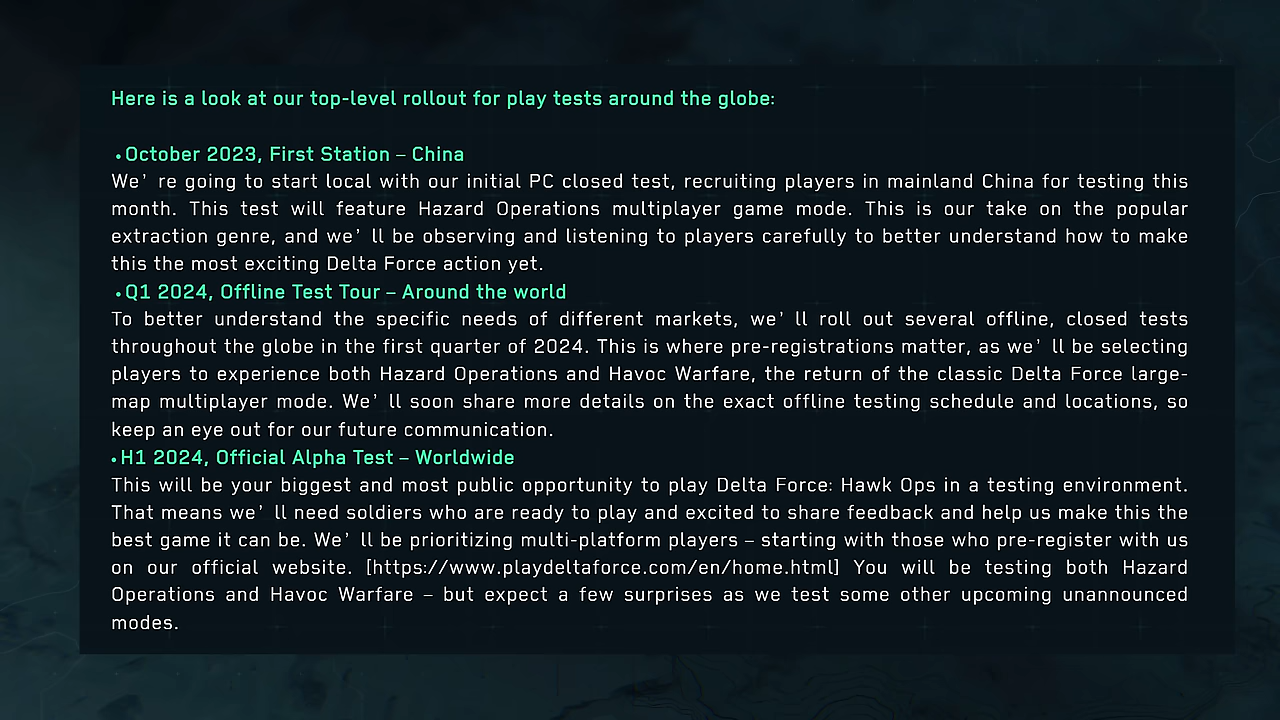 Here is a look at our top-level rollout for play tests around the globe:
•October 2023, First Station – China
We’ re going to start local with our initial PC closed test, recruiting players in mainland China for testing this
month. This test will feature Hazard Operations multiplayer game mode. This is our take on the popular
extraction genre, and we’ ll be observing and listening to players carefully to better understand how to make
this the most exciting Delta Force action yet.
•Q1 2024, Offline Test Tour – Around the world
To better understand the specific needs of different markets, we’ ll roll out several offline, closed tests
throughout the globe in the first quarter of 2024. This is where pre-registrations matter, as we’ ll be selecting
players to experience both Hazard Operations and Havoc Warfare, the return of the classic Delta Force large-
map multiplayer mode. We’ ll soon share more details on the exact offline testing schedule and locations, so
keep an eye out for our future communication.
•H1 2024, Official Alpha Test – Worldwide
This will be your biggest and most public opportunity to play Delta Force: Hawk Ops in a testing environment.
That means we’ ll need soldiers who are ready to play and excited to share feedback and help us make this the
best game it can be. We’ ll be prioritizing multi-platform players – starting with those who pre-register with us
on our official website. [https://www.playdeltaforce.com/en/home.html] You will be testing both Hazard
Operations and Havoc Warfare – but expect a few surprises as we test some other upcoming unannounced
modes.